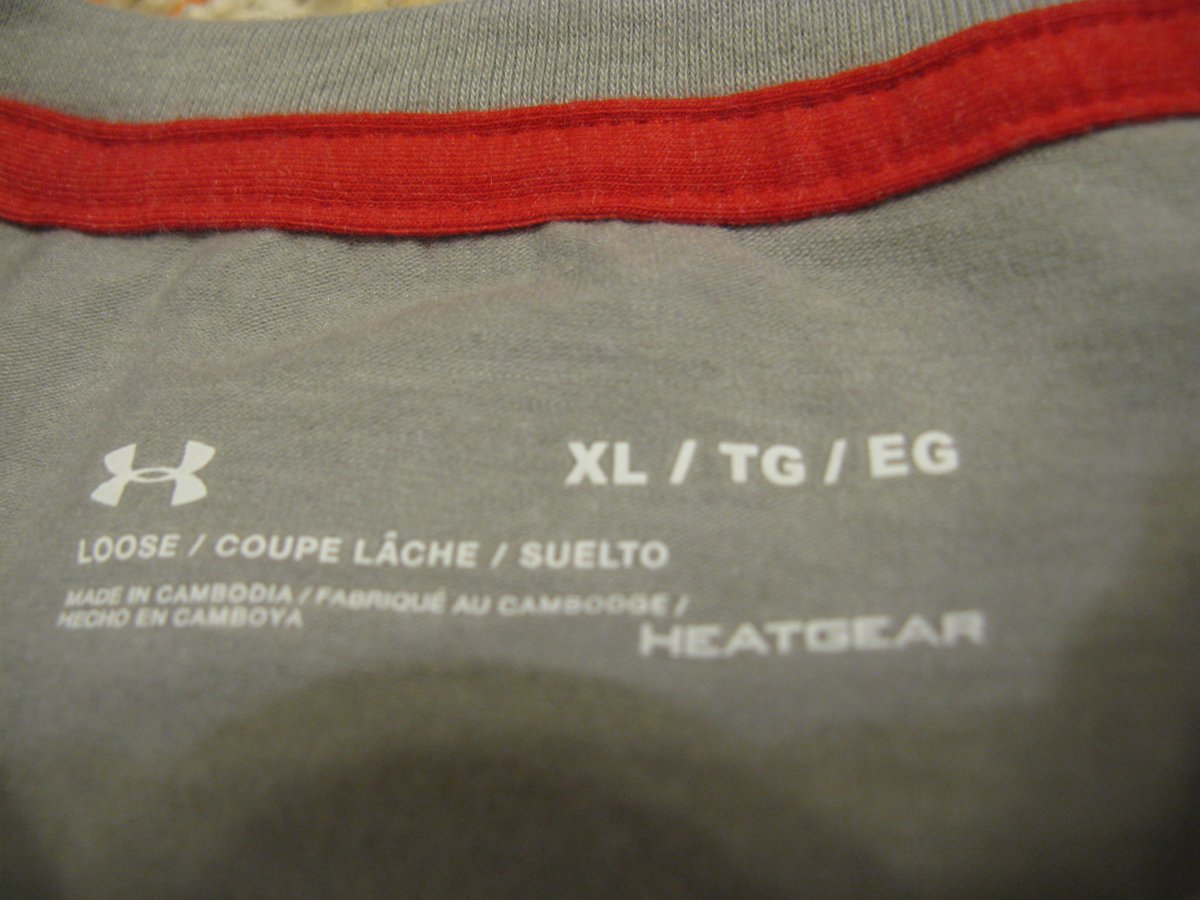 XL / TG / EG
LOOSE / COUPE LÂCHE / SUELTO
MADE IN CAMBODIA / FABRIQUÉ AU CAMBODGE /
HECHO EN CAMBOYA
HEATGEAR